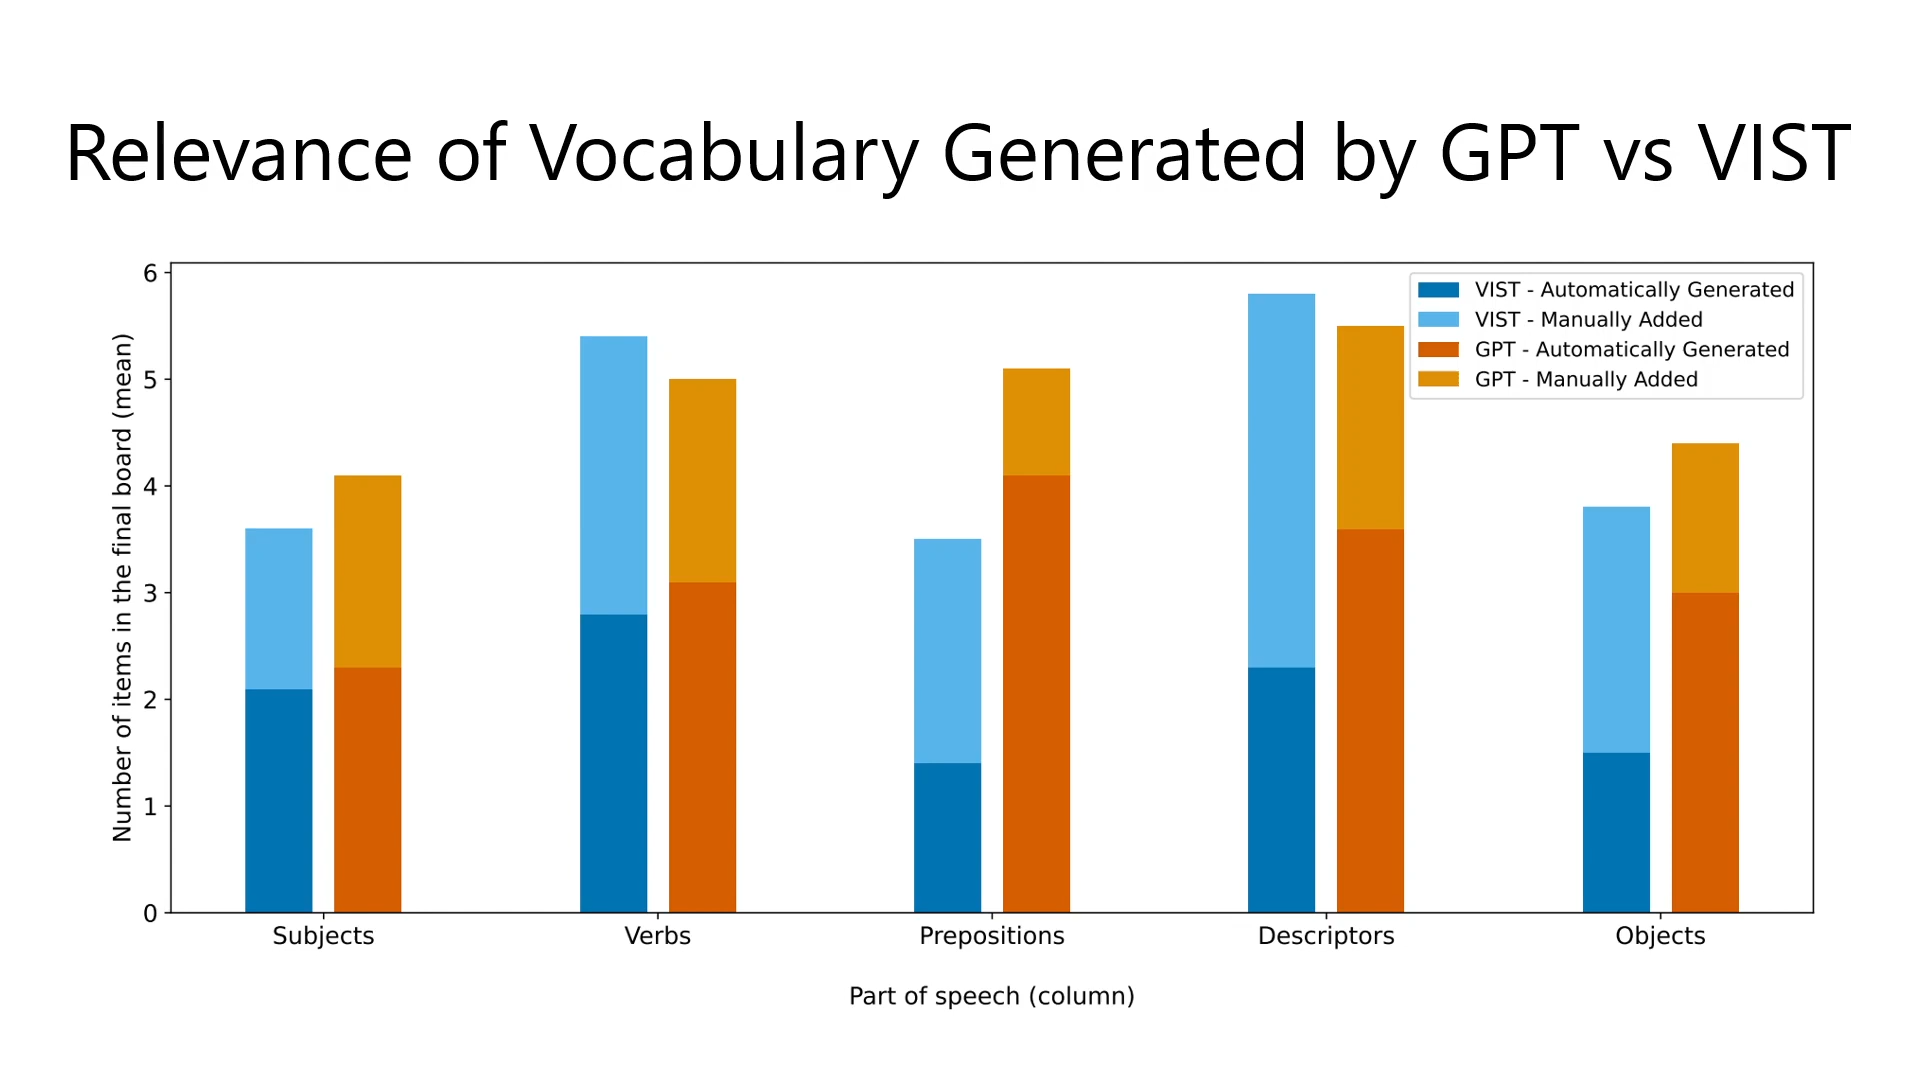 Relevance of Vocabulary Generated by GPT vs VIST
Number of items in the final board (mean)
6
5
4
3
2
1
0
VIST - Automatically Generated
VIST - Manually Added
GPT - Automatically Generated
GPT - Manually Added
Subjects
Verbs
Prepositions
Descriptors
Objects
Part of speech (column)